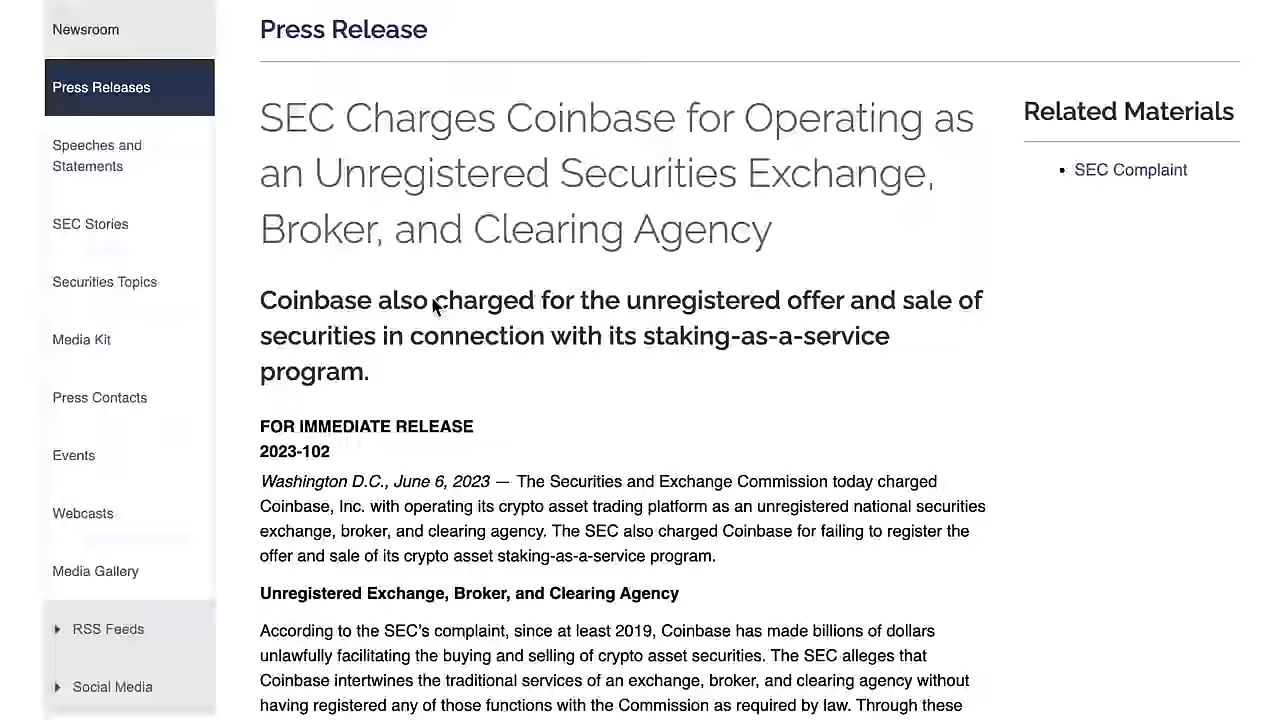 Newsroom
Press Releases
Speeches and
Statements
SEC Stories
Securities Topics
Media Kit
Press Contacts
Events
Webcasts
Media Gallery
RSS Feeds
Social Media
Press Release
SEC Charges Coinbase for Operating as
an Unregistered Securities Exchange,
Broker, and Clearing Agency
Coinbase also charged for the unregistered offer and sale of
securities in connection with its staking-as-a-service
program.
FOR IMMEDIATE RELEASE
2023-102
Washington D.C., June 6, 2023 — The Securities and Exchange Commission today charged
Coinbase, Inc. with operating its crypto asset trading platform as an unregistered national securities
exchange, broker, and clearing agency. The SEC also charged Coinbase for failing to register the
offer and sale of its crypto asset staking-as-a-service program.
Unregistered Exchange, Broker, and Clearing Agency
According to the SEC's complaint, since at least 2019, Coinbase has made billions of dollars
unlawfully facilitating the buying and selling of crypto asset securities. The SEC alleges that
Coinbase intertwines the traditional services of an exchange, broker, and clearing agency without
having registered any of those functions with the Commission as required by law. Through these
Related Materials
• SEC Complaint